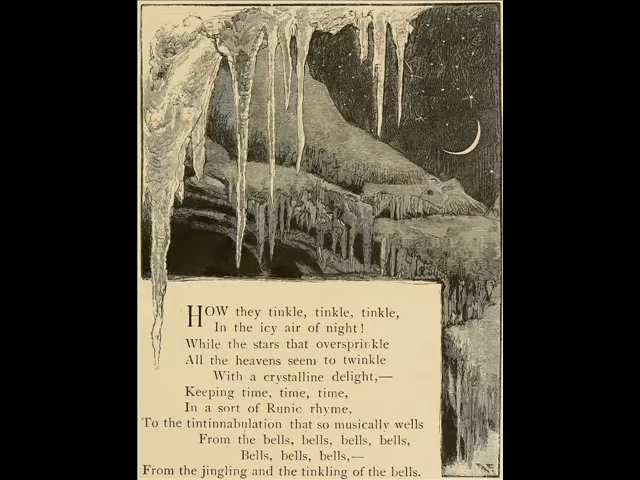 HOW they tinkle, tinkle, tinkle,
In the icy air of night!
While the stars that oversprinkle
All the heavens seem to twinkle
With a crystalline delight,—
Keeping time, time, time,
In a sort of Runic rhyme,
To the tintinnabulation that so musically wells
From the bells, bells, bells, bells,
Bells, bells, bells,—
From the jingling and the tinkling of the bells.